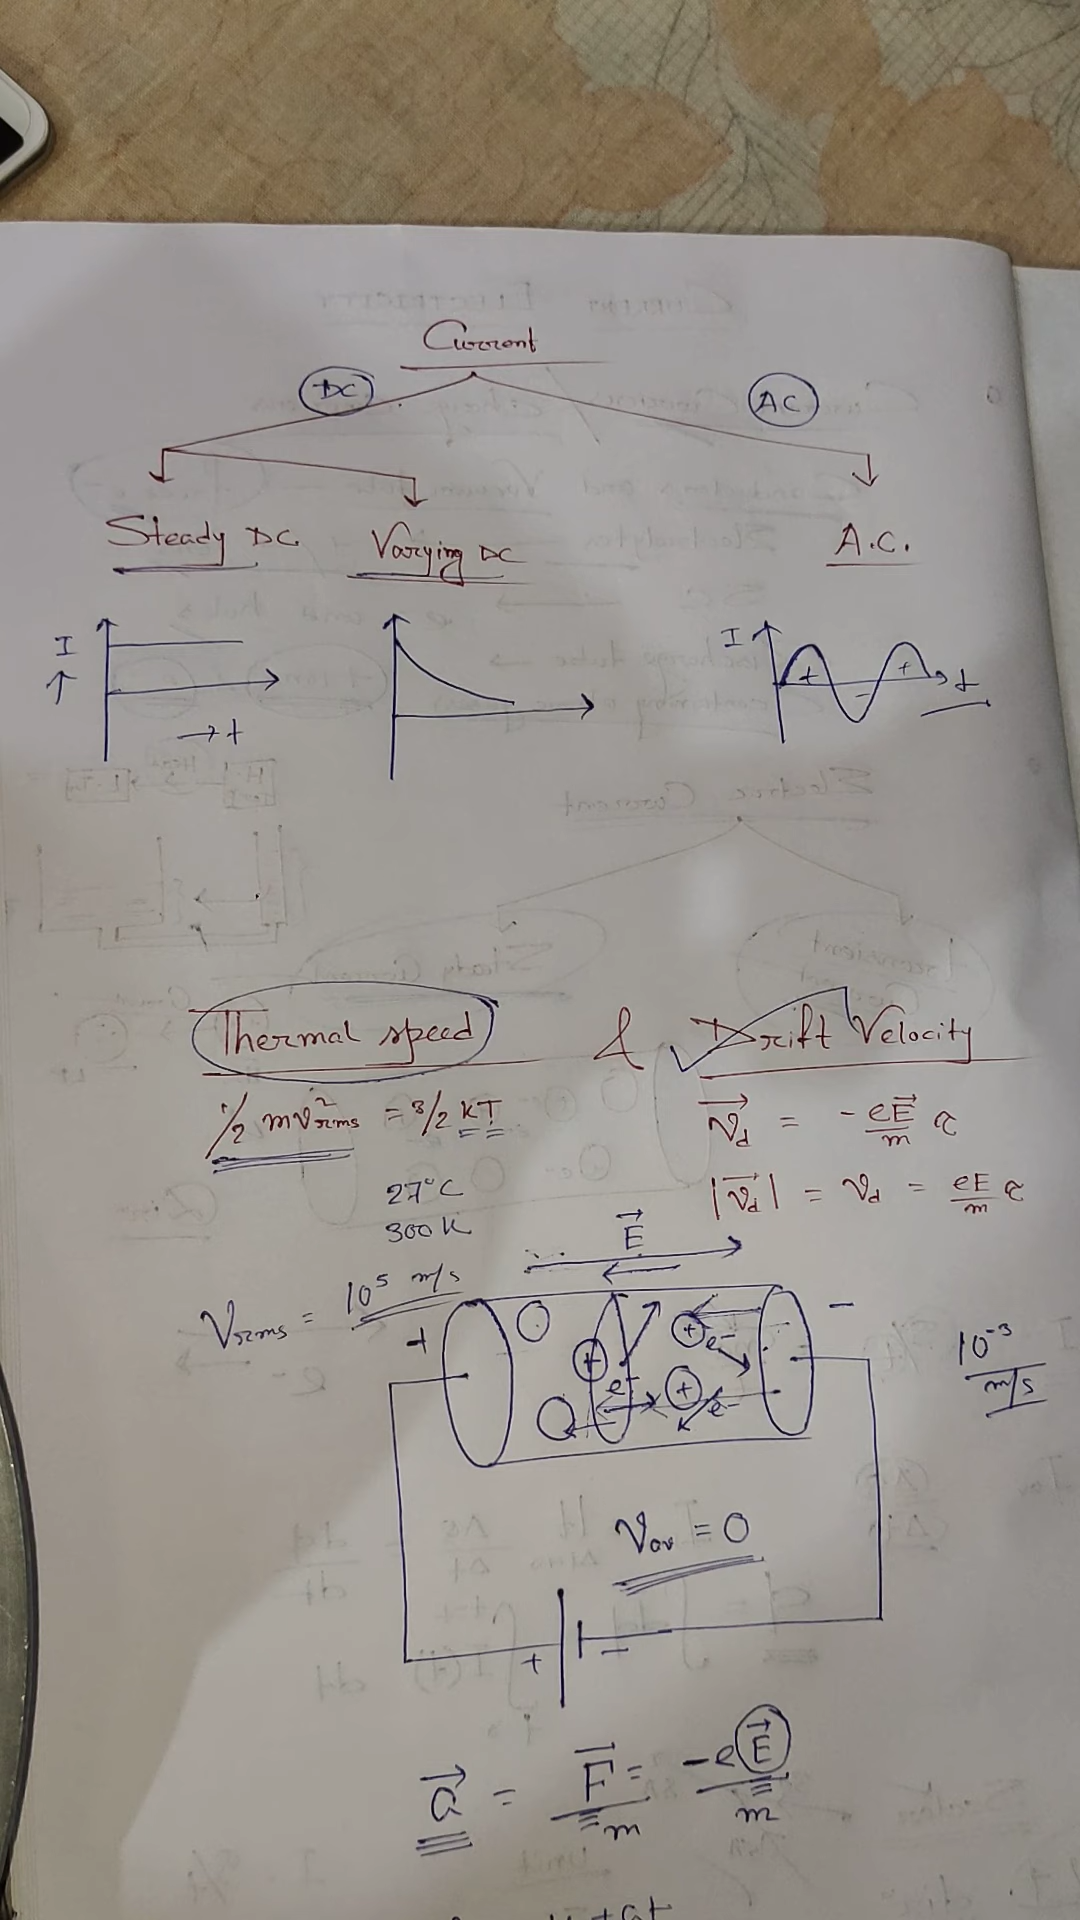 Current
DC
AC
Steady DC
Varying DC
A.C.
I
→ t
I
+ - +
t
Thermal speed & Drift Velocity
1/2 mv²rms = 3/2 KT
27°C
300K
Vrms = 10⁵ m/s
v⃗d = -eE⃗/m τ
|v⃗d| = vd = eE/m τ
E⃗
+
-
+ + +
e⁻ e⁻ e⁻
10⁻³ m/s
Vav = 0
+ -
a⃗ = F⃗/m = -eE⃗/m